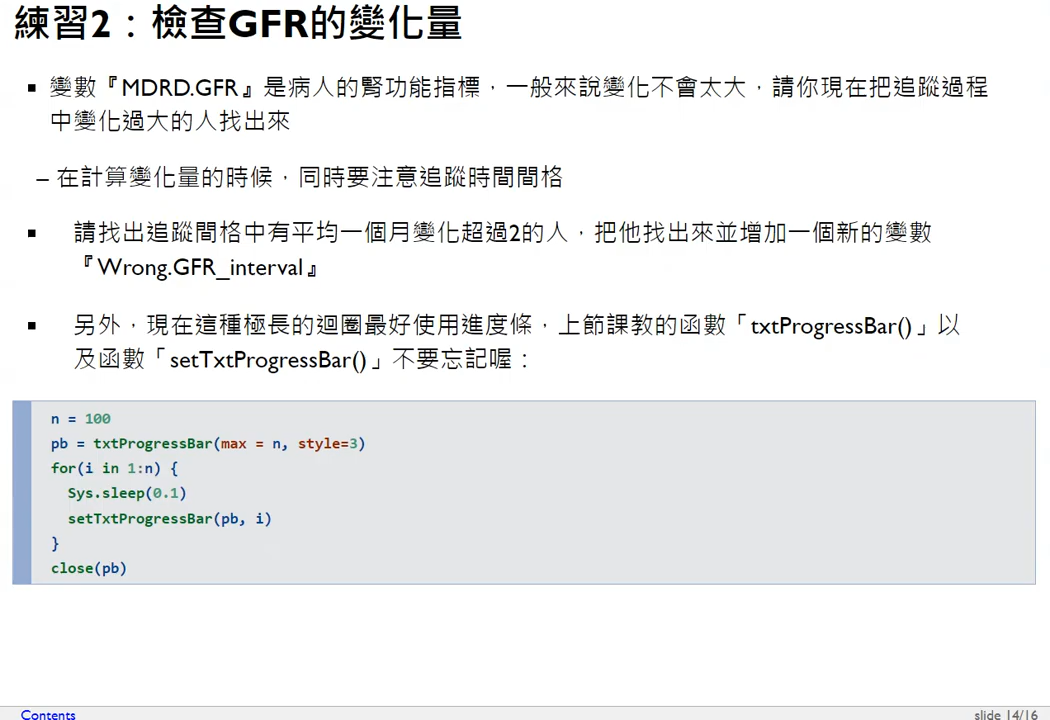 練習2：檢查GFR的變化量
▪ 變數『MDRD.GFR』是病人的腎功能指標，一般來說變化不會太大，請你現在把追蹤過程
中變化過大的人找出來
– 在計算變化量的時候，同時要注意追蹤時間間格
▪ 請找出追蹤間格中有平均一個月變化超過2的人，把他找出來並增加一個新的變數
『Wrong.GFR_interval』
▪ 另外，現在這種極長的迴圈最好使用進度條，上節課教的函數「txtProgressBar()」以
及函數「setTxtProgressBar()」不要忘記喔：
n = 100
pb = txtProgressBar(max = n, style=3)
for(i in 1:n) {
  Sys.sleep(0.1)
  setTxtProgressBar(pb, i)
}
close(pb)
Contents
slide 14/16